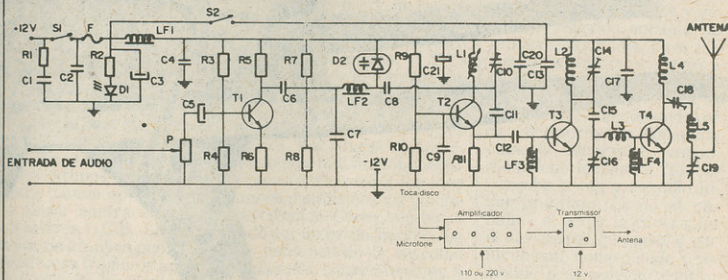 +12V S1 F LF1 S2 ANTENA
R1 R2 C4 R3 R5 R7 D2 R9 C21 L1 C10 C20 C13 L2 C14 C17 L4
C1 C2 D1 C3 C5 T1 C6 LF2 C8 T2 C11 C15 C18 L5
P C7 C12 T3 L3 T4
ENTRADA DE AUDIO R4 R6 R8 -12V R10 C9 R11 LF3 C16 LF4 C19
Toca-disco
Amplificador Transmissor
Microfone Antena
110 ou 220 v 12 v